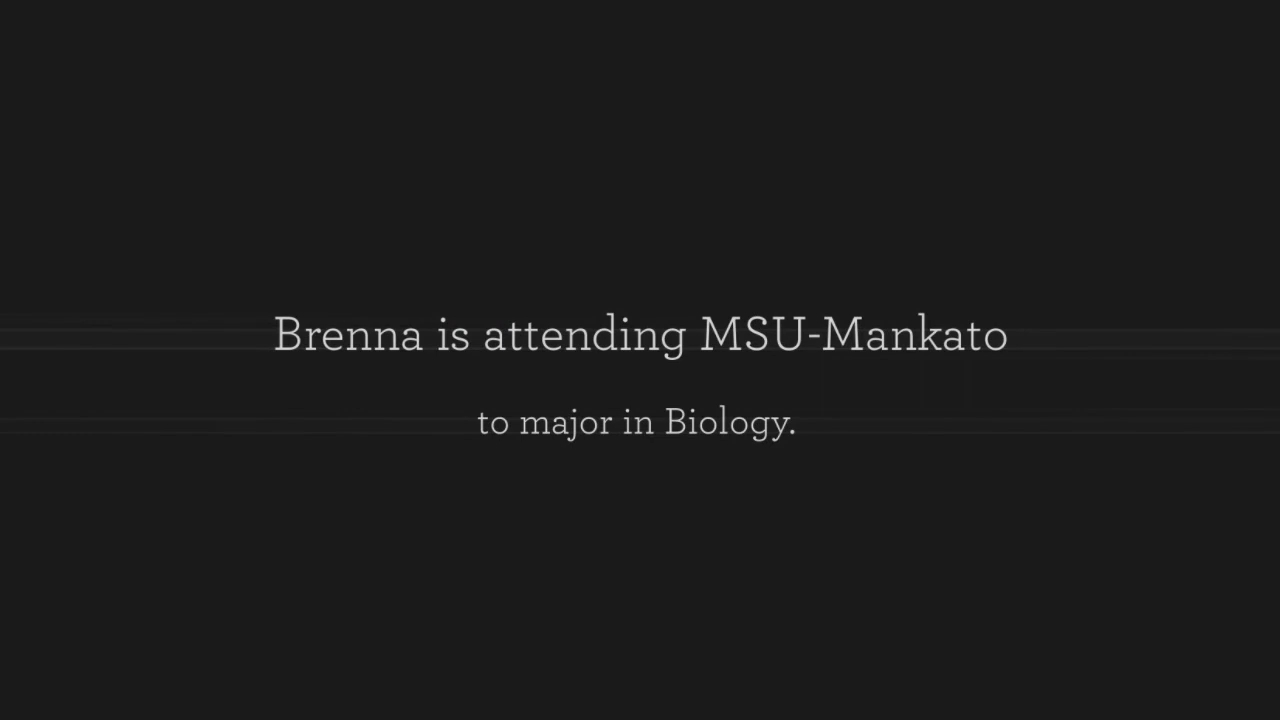 Brenna is attending MSU-Mankato
to major in Biology.